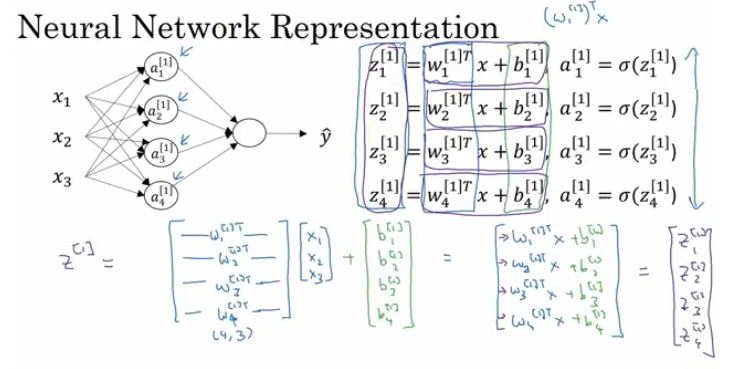 (w₁^[1])ᵀ x
Neural Network Representation
x₁
x₂
x₃
a₁^[1]
a₂^[1]
a₃^[1]
a₄^[1]
ŷ
z₁^[1] = w₁^[1]T x + b₁^[1], a₁^[1] = σ(z₁^[1])
z₂^[1] = w₂^[1]T x + b₂^[1], a₂^[1] = σ(z₂^[1])
z₃^[1] = w₃^[1]T x + b₃^[1], a₃^[1] = σ(z₃^[1])
z₄^[1] = w₄^[1]T x + b₄^[1], a₄^[1] = σ(z₄^[1])
z^[1] =
w₁^[1]T
w₂^[1]T
w₃^[1]T
w₄^[1]T
(4,3)
x₁
x₂
x₃
+
b₁^[1]
b₂^[1]
b₃^[1]
b₄^[1]
=
→ w₁^[1]T x + b₁^[1]
→ w₂^[1]T x + b₂^[1]
→ w₃^[1]T x + b₃^[1]
→ w₄^[1]T x + b₄^[1]
=
z₁^[1]
z₂^[1]
z₃^[1]
z₄^[1]